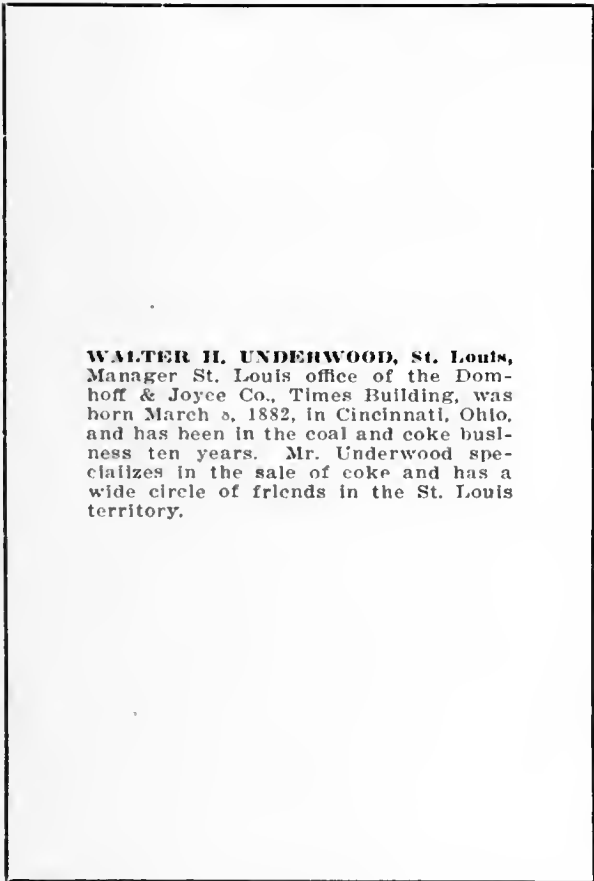 WALTER H. UNDERWOOD, St. Louis,
Manager St. Louis office of the Dom-
hoff & Joyce Co., Times Building, was
born March , 1882, in Cincinnati, Ohio,
and has been in the coal and coke busi-
ness ten years. Mr. Underwood spe-
cializes in the sale of coke and has a
wide circle of friends in the St. Louis
territory.